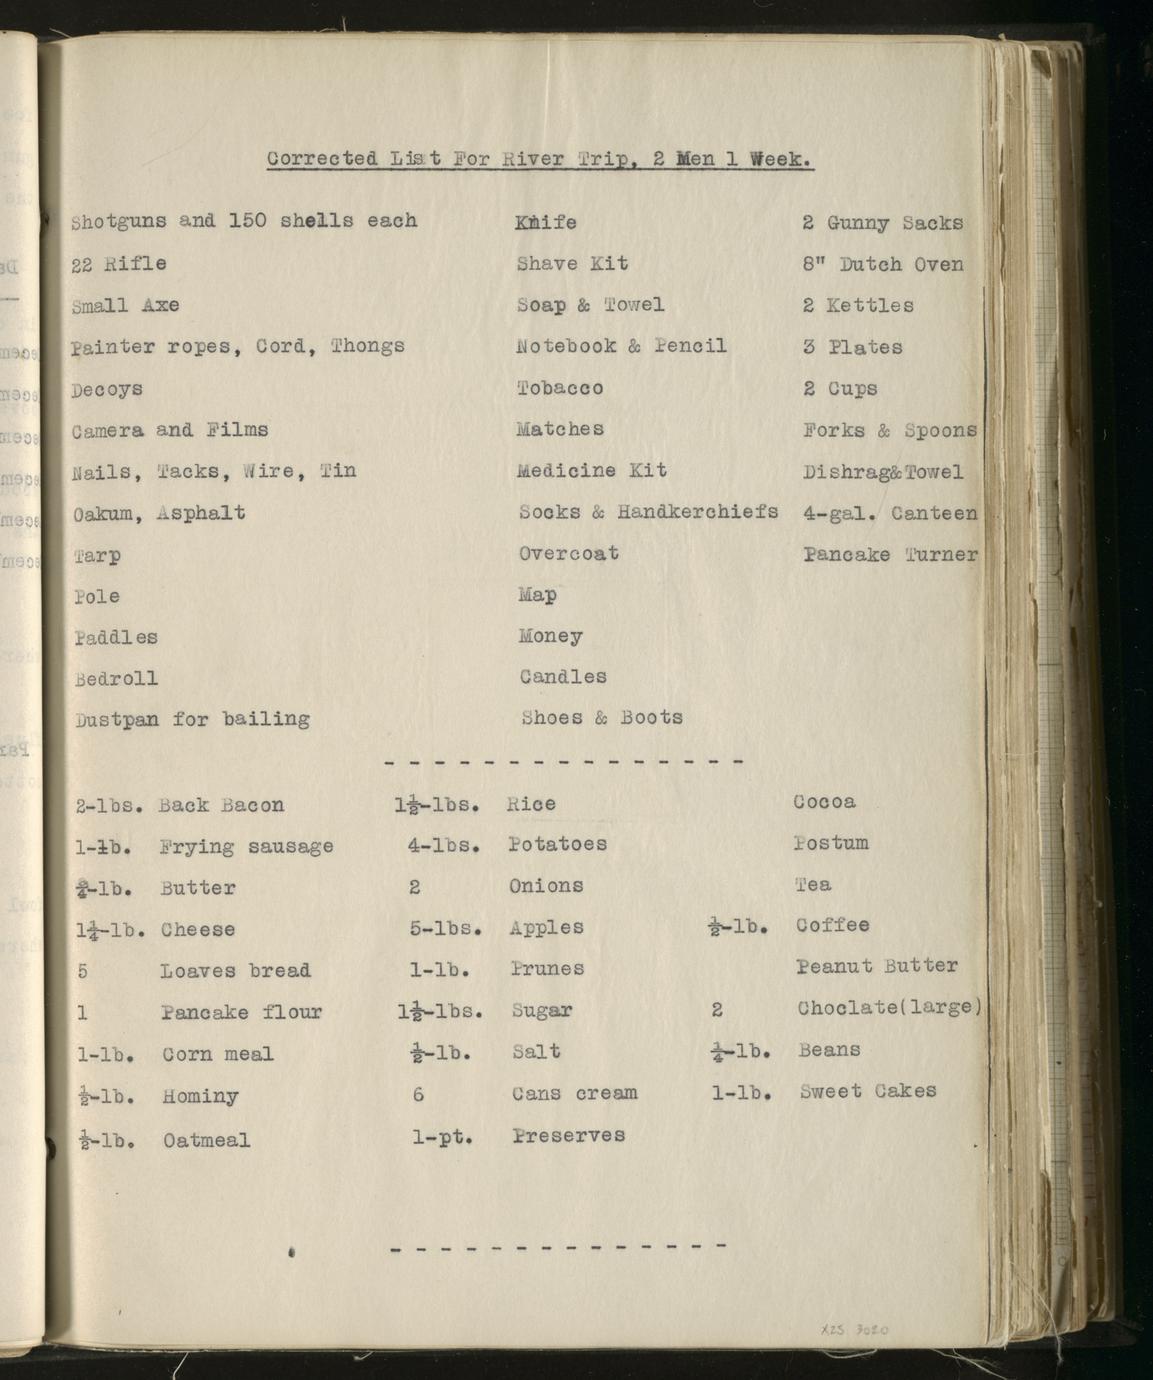 Corrected List For River Trip, 2 Men 1 Week.
Shotguns and 150 shells each Knife 2 Gunny Sacks
22 Rifle Shave Kit 8" Dutch Oven
Small Axe Soap & Towel 2 Kettles
Painter ropes, Cord, Thongs Notebook & Pencil 3 Plates
Decoys Tobacco 2 Cups
Camera and Films Matches Forks & Spoons
Nails, Tacks, Wire, Tin Medicine Kit Dishrag&Towel
Oakum, Asphalt Socks & Handkerchiefs 4-gal. Canteen
Tarp Overcoat Pancake Turner
Pole Map
Paddles Money
Bedroll Candles
Dustpan for bailing Shoes & Boots
- - - - - - - - - - - - - - -
2-lbs. Back Bacon 1½-lbs. Rice Cocoa
1-lb. Frying sausage 4-lbs. Potatoes Postum
¾-lb. Butter 2 Onions Tea
1¼-lb. Cheese 5-lbs. Apples ½-lb. Coffee
5 Loaves bread 1-lb. Prunes Peanut Butter
1 Pancake flour 1½-lbs. Sugar 2 Choclate(large)
1-lb. Corn meal ½-lb. Salt ¼-lb. Beans
½-lb. Hominy 6 Cans cream 1-lb. Sweet Cakes
½-lb. Oatmeal 1-pt. Preserves
- - - - - - - - - - - - - -
X2S 3020